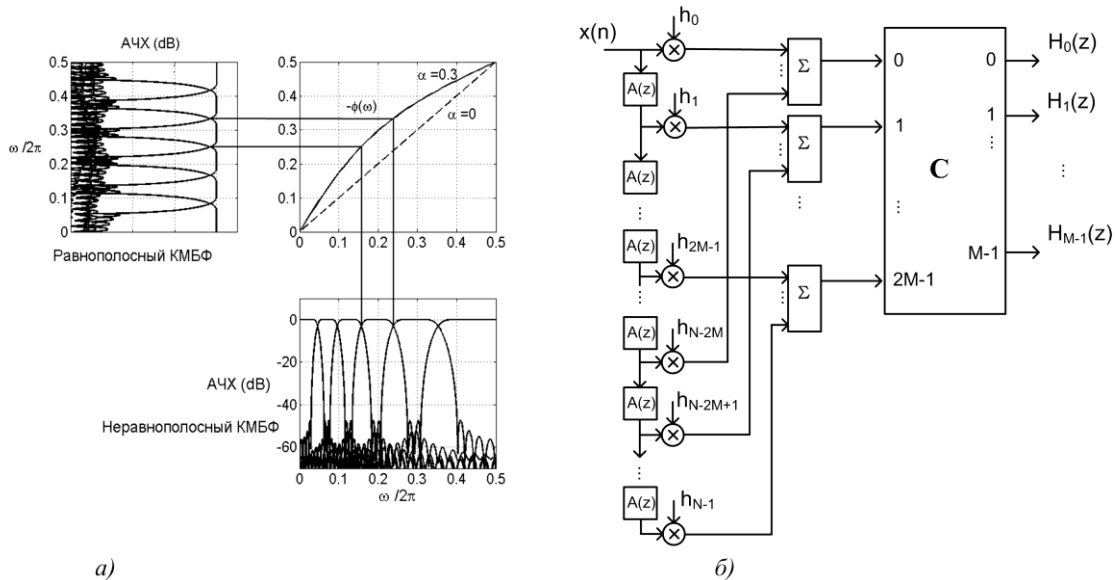 АЧХ (dB)
0.5
0.4
0.3
0.2
0.1
0
ω /2π
Равнополосный КМБФ
0.5
0.4
0.3
0.2
0.1
0
0
0.1
0.2
0.3
0.4
0.5
α =0.3
-ϕ(ω)
α =0
0
-20
-40
-60
АЧХ (dB)
Неравнополосный КМБФ
0
0.1
0.2
0.3
0.4
0.5
ω /2π
а)
x(n)
h0
A(z)
h1
A(z)
A(z)
h2M-1
A(z)
hN-2M
A(z)
hN-2M+1
A(z)
hN-1
Σ
Σ
Σ
0
1
2M-1
C
0
1
M-1
H0(z)
H1(z)
HM-1(z)
б)